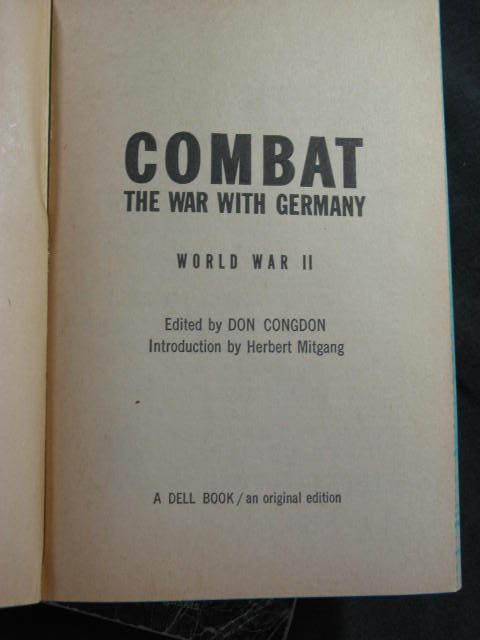 COMBAT
THE WAR WITH GERMANY
WORLD WAR II
Edited by DON CONGDON
Introduction by Herbert Mitgang
A DELL BOOK / an original edition